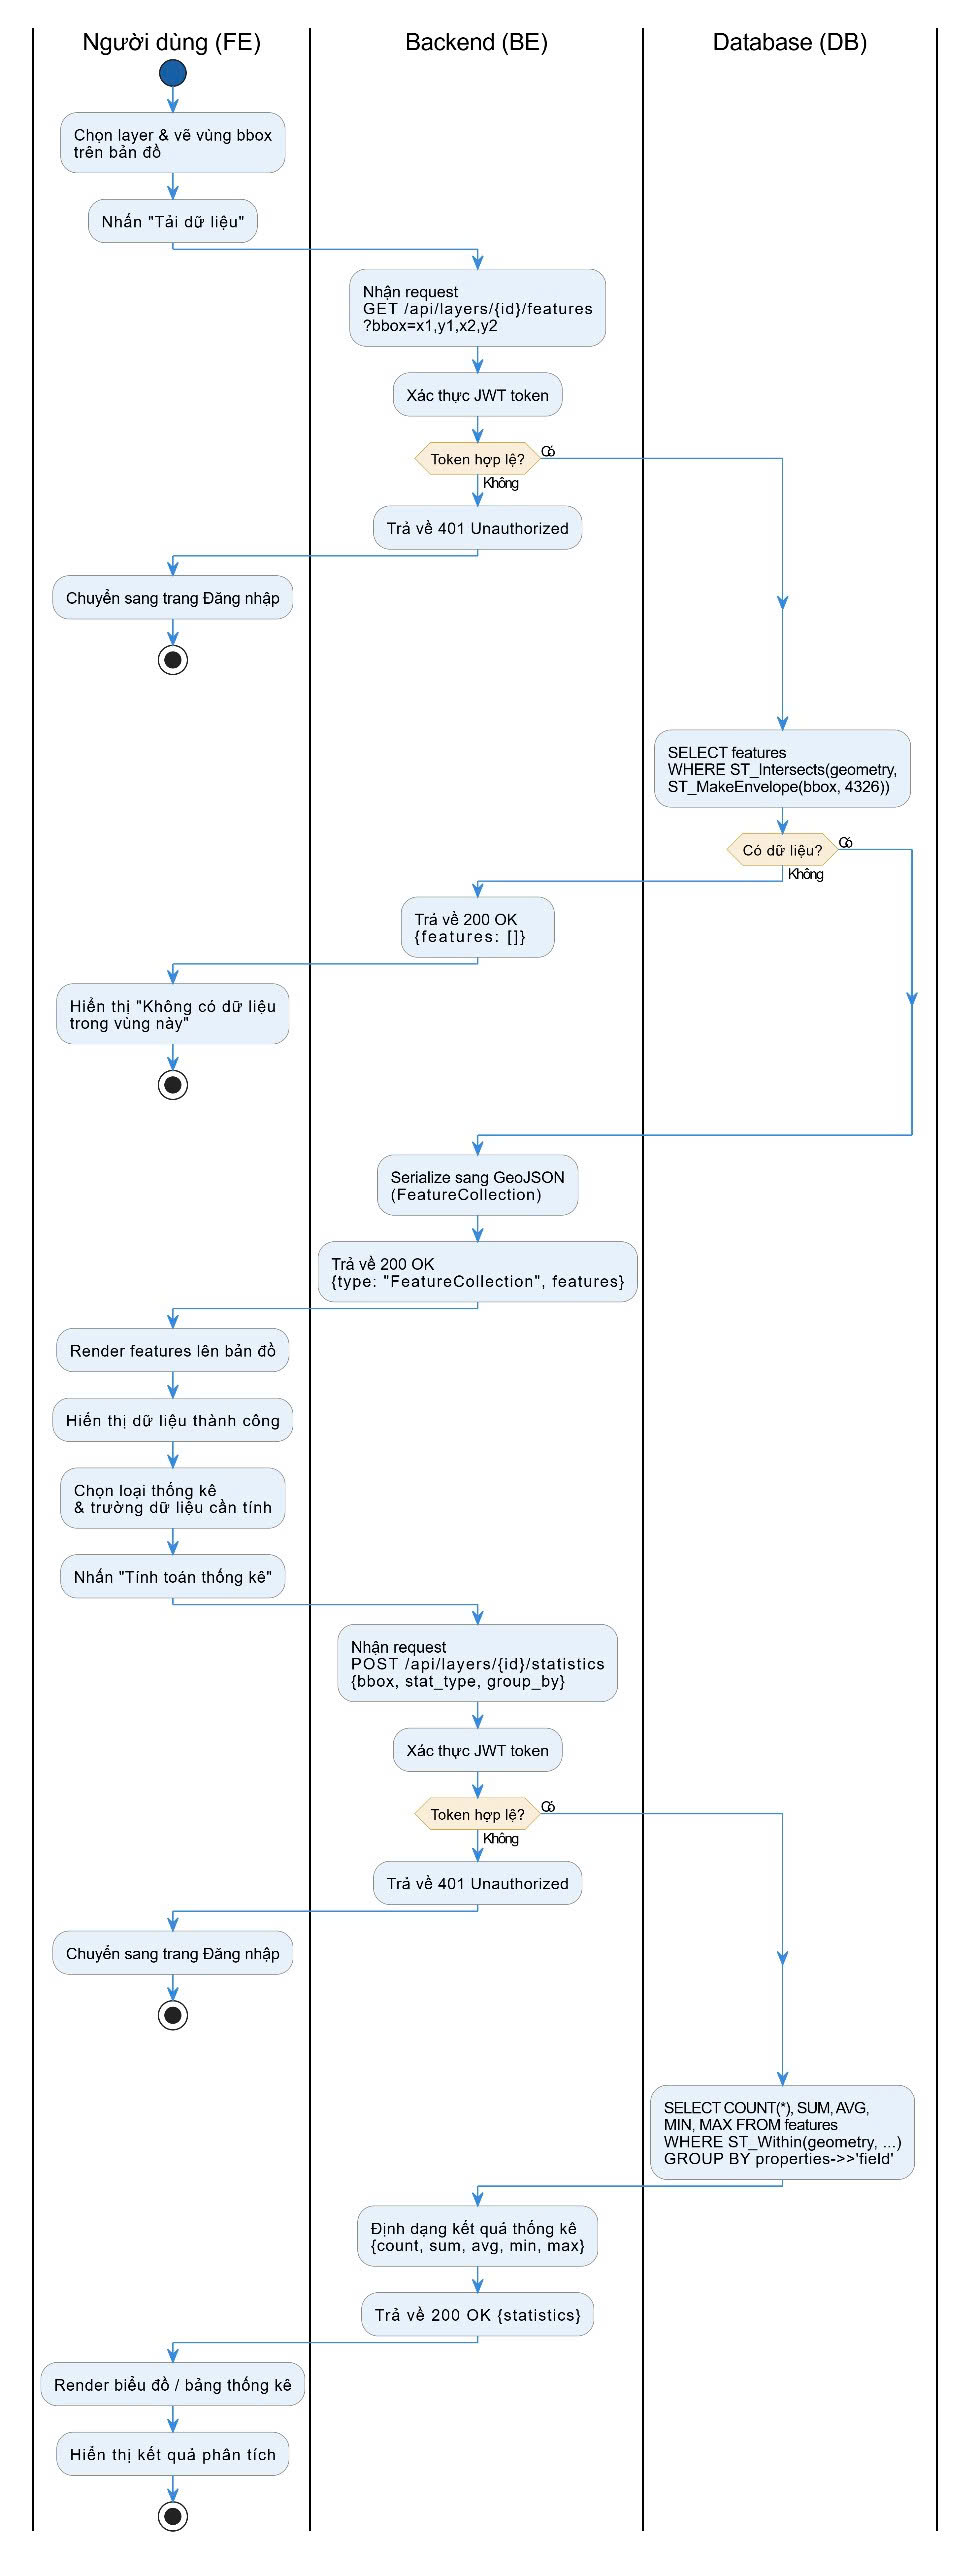 Người dùng (FE)
Backend (BE)
Database (DB)
Chọn layer & vẽ vùng bbox
trên bản đồ
Nhấn "Tải dữ liệu"
Nhận request
GET /api/layers/{id}/features
?bbox=x1,y1,x2,y2
Xác thực JWT token
Token hợp lệ?
Có
Không
Trả về 401 Unauthorized
Chuyển sang trang Đăng nhập
SELECT features
WHERE ST_Intersects(geometry,
ST_MakeEnvelope(bbox, 4326))
Có dữ liệu?
Có
Không
Trả về 200 OK
{features: []}
Hiển thị "Không có dữ liệu
trong vùng này"
Serialize sang GeoJSON
(FeatureCollection)
Trả về 200 OK
{type: "FeatureCollection", features}
Render features lên bản đồ
Hiển thị dữ liệu thành công
Chọn loại thống kê
& trường dữ liệu cần tính
Nhấn "Tính toán thống kê"
Nhận request
POST /api/layers/{id}/statistics
{bbox, stat_type, group_by}
Xác thực JWT token
Token hợp lệ?
Có
Không
Trả về 401 Unauthorized
Chuyển sang trang Đăng nhập
SELECT COUNT(*), SUM, AVG,
MIN, MAX FROM features
WHERE ST_Within(geometry, ...)
GROUP BY properties->>'field'
Định dạng kết quả thống kê
{count, sum, avg, min, max}
Trả về 200 OK {statistics}
Render biểu đồ / bảng thống kê
Hiển thị kết quả phân tích